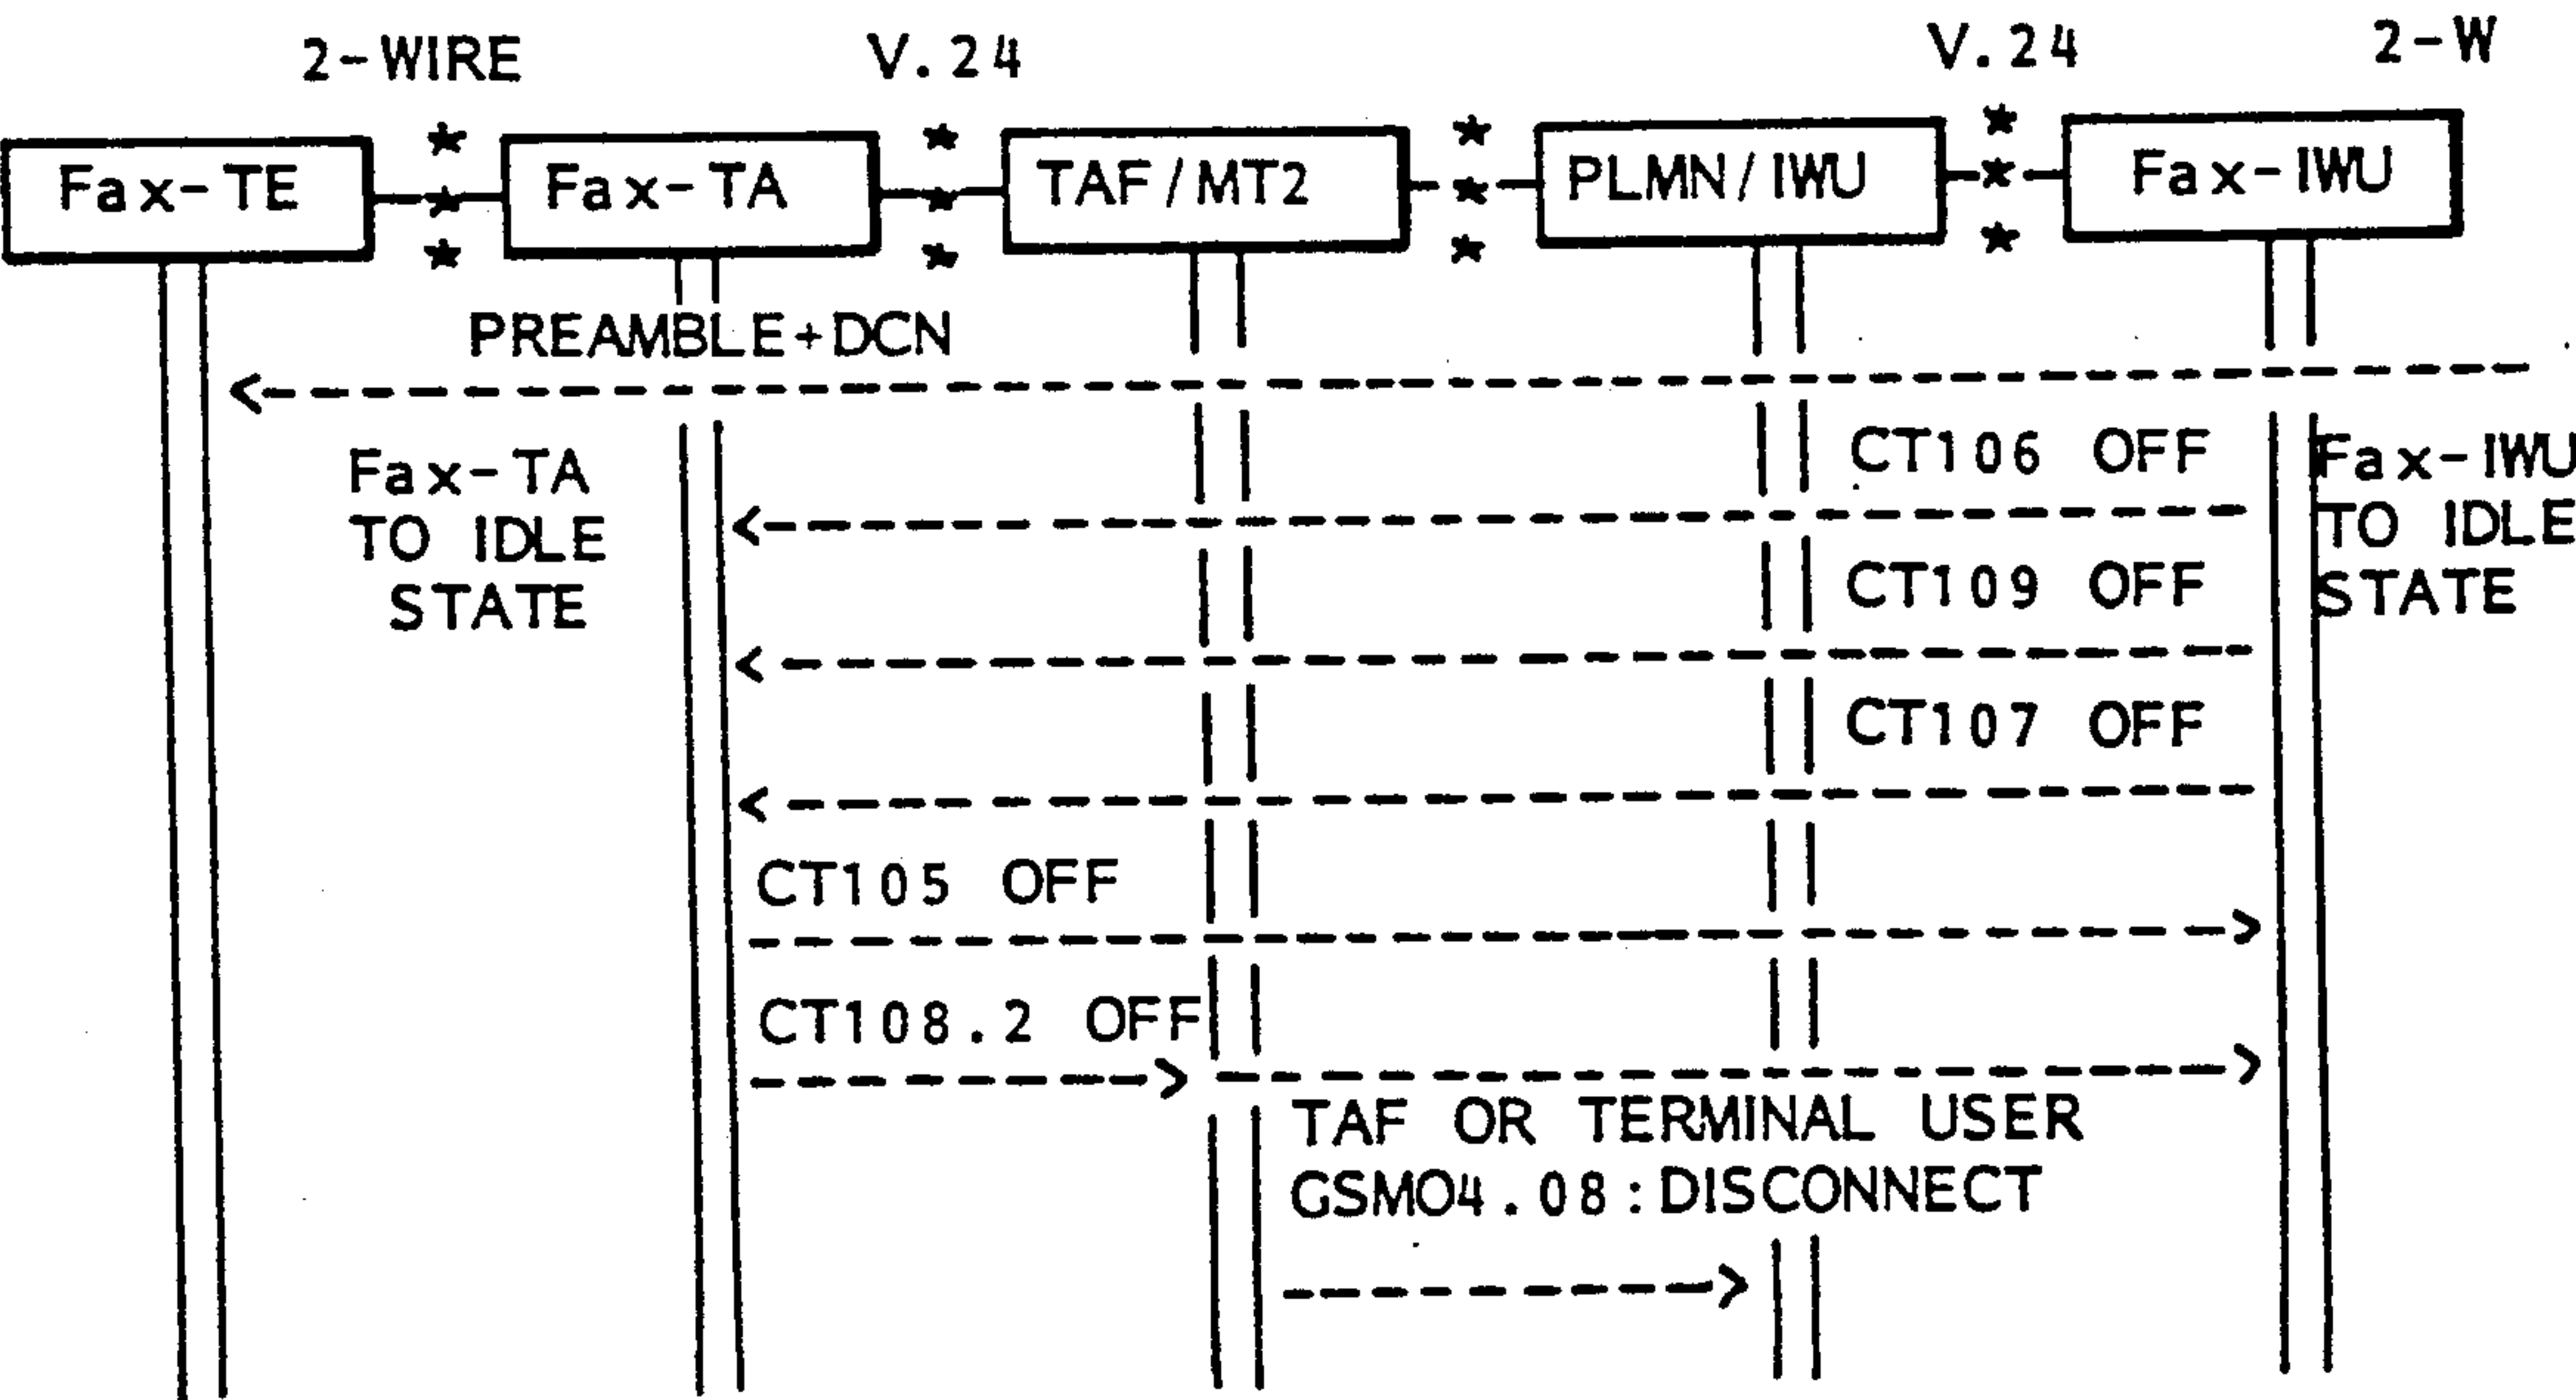 2-WIRE V.24 V.24 2-W
Fax-TE Fax-TA TAF/MT2 PLMN/IWU Fax-IWU
PREAMBLE+DCN
CT106 OFF
Fax-TA
TO IDLE
STATE
Fax-IWU
TO IDLE
STATE
CT109 OFF
CT107 OFF
CT105 OFF
CT108.2 OFF
TAF OR TERMINAL USER
GSM04.08:DISCONNECT